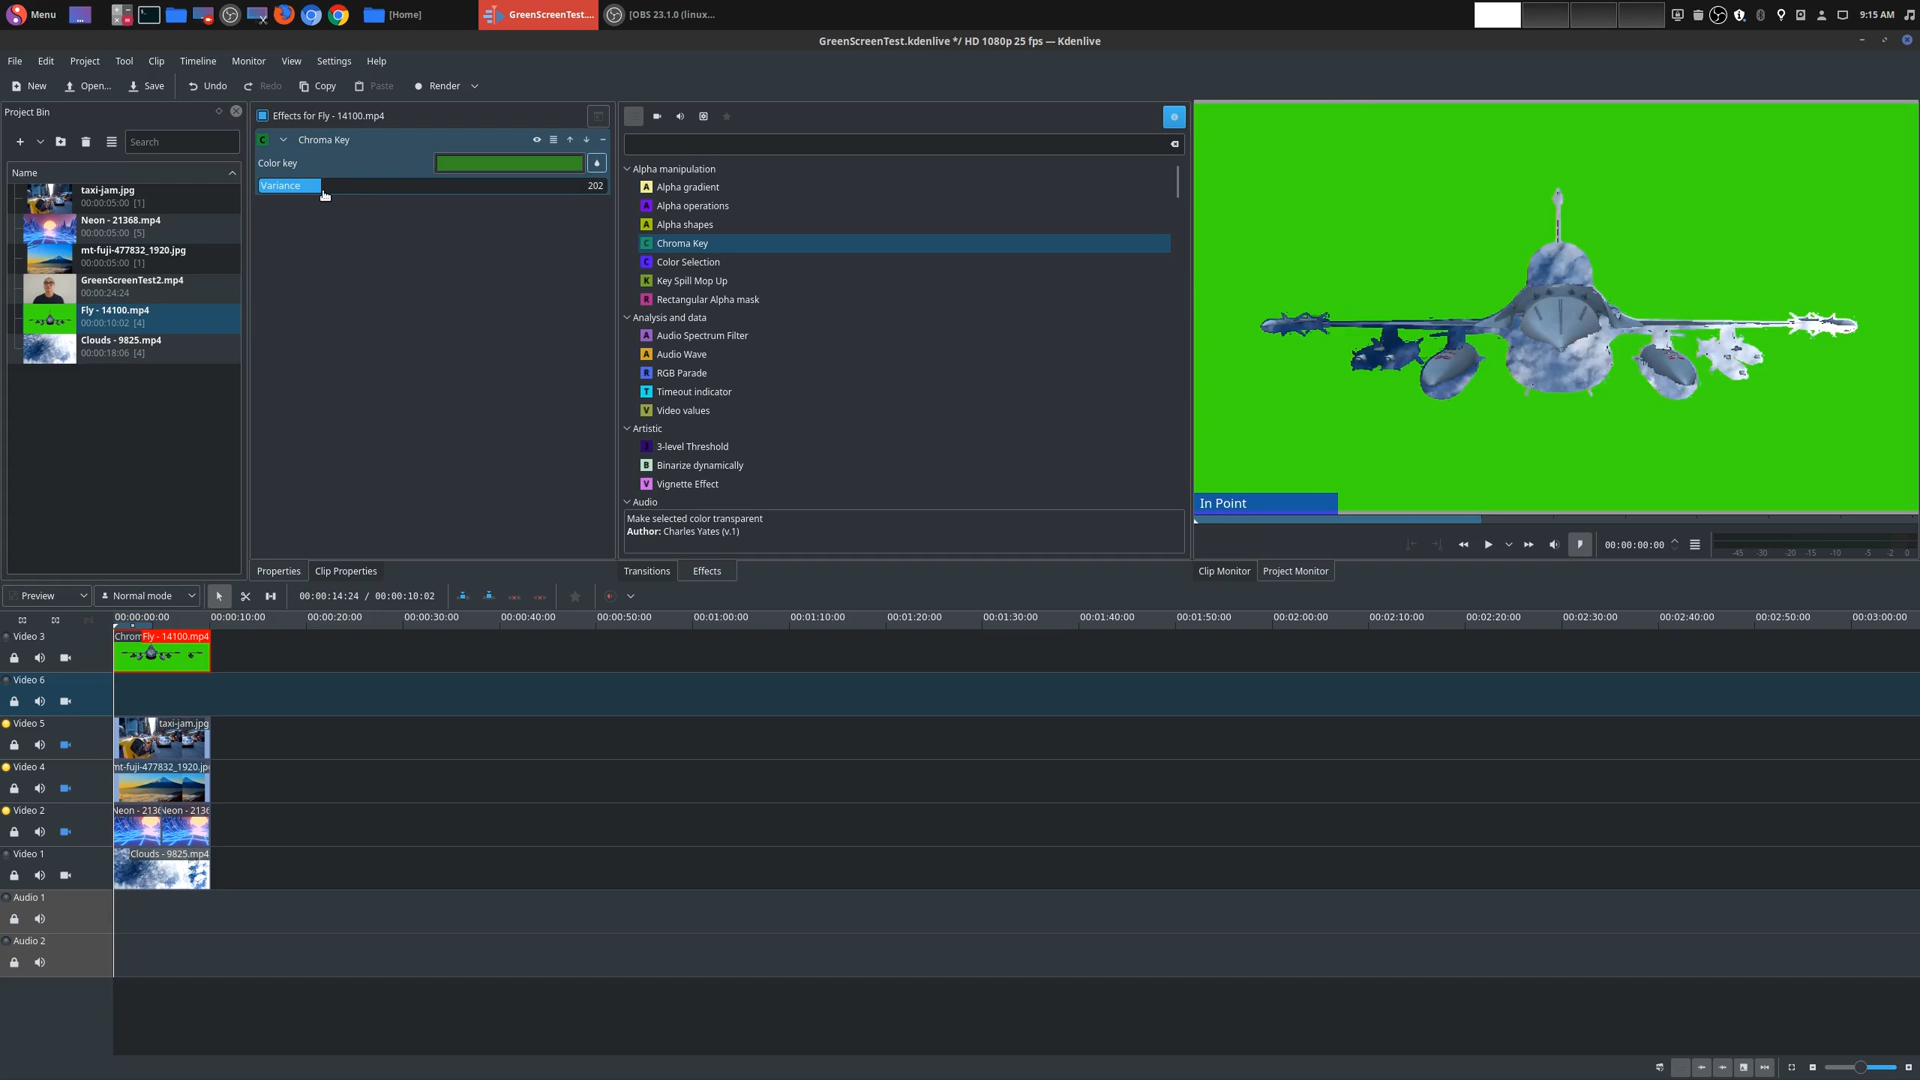 Menu [Home] GreenScreenTest.... [OBS 23.1.0 (linux... 9:15 AM
GreenScreenTest.kdenlive */ HD 1080p 25 fps — Kdenlive
File Edit Project Tool Clip Timeline Monitor View Settings Help
New Open... Save Undo Redo Copy Paste Render
Project Bin
Search
Name
taxi-jam.jpg
00:00:05:00 [1]
Neon - 21368.mp4
00:00:05:00 [5]
mt-fuji-477832_1920.jpg
00:00:05:00 [1]
GreenScreenTest2.mp4
00:00:24:24
Fly - 14100.mp4
00:00:10:02 [4]
Clouds - 9825.mp4
00:00:18:06 [4]
Effects for Fly - 14100.mp4
C Chroma Key
Color key
Variance 202
Properties Clip Properties
Alpha manipulation
A Alpha gradient
A Alpha operations
A Alpha shapes
C Chroma Key
C Color Selection
K Key Spill Mop Up
R Rectangular Alpha mask
Analysis and data
A Audio Spectrum Filter
A Audio Wave
R RGB Parade
T Timeout indicator
V Video values
Artistic
3-level Threshold
B Binarize dynamically
V Vignette Effect
Audio
Make selected color transparent
Author: Charles Yates (v.1)
Transitions Effects
In Point
00:00:00:00
-45 -30 -20 -15 -10 -5 -2 0
Clip Monitor Project Monitor
Preview Normal mode 00:00:14:24 / 00:00:10:02
00:00:00:00 00:00:10:00 00:00:20:00 00:00:30:00 00:00:40:00 00:00:50:00 00:01:00:00 00:01:10:00 00:01:20:00 00:01:30:00 00:01:40:00 00:01:50:00 00:02:00:00 00:02:10:00 00:02:20:00 00:02:30:00 00:02:40:00 00:02:50:00 00:03:00:00
Video 3 Chrom Fly - 14100.mp4
Video 6
Video 5 taxi-jam.jpg
Video 4 mt-fuji-477832_1920.jp
Video 2 Neon - 2136 Neon - 2136
Video 1 Clouds - 9825.mp4
Audio 1
Audio 2